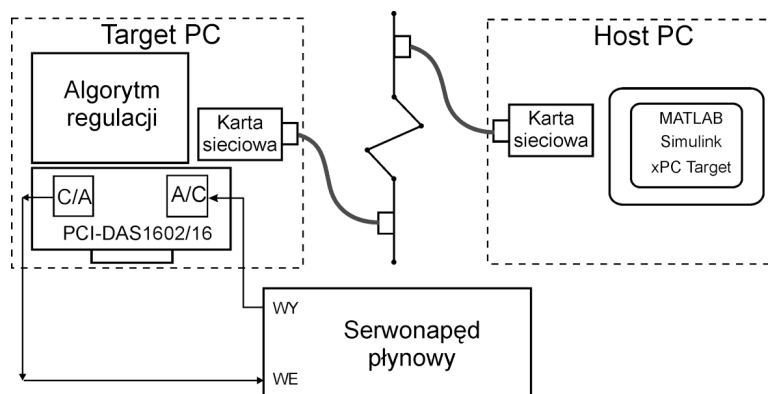 Target PC
Algorytm
regulacji
Karta
sieciowa
C/A
A/C
PCI-DAS1602/16
Host PC
Karta
sieciowa
MATLAB
Simulink
xPC Target
WY
Serwonapęd
płynowy
WE